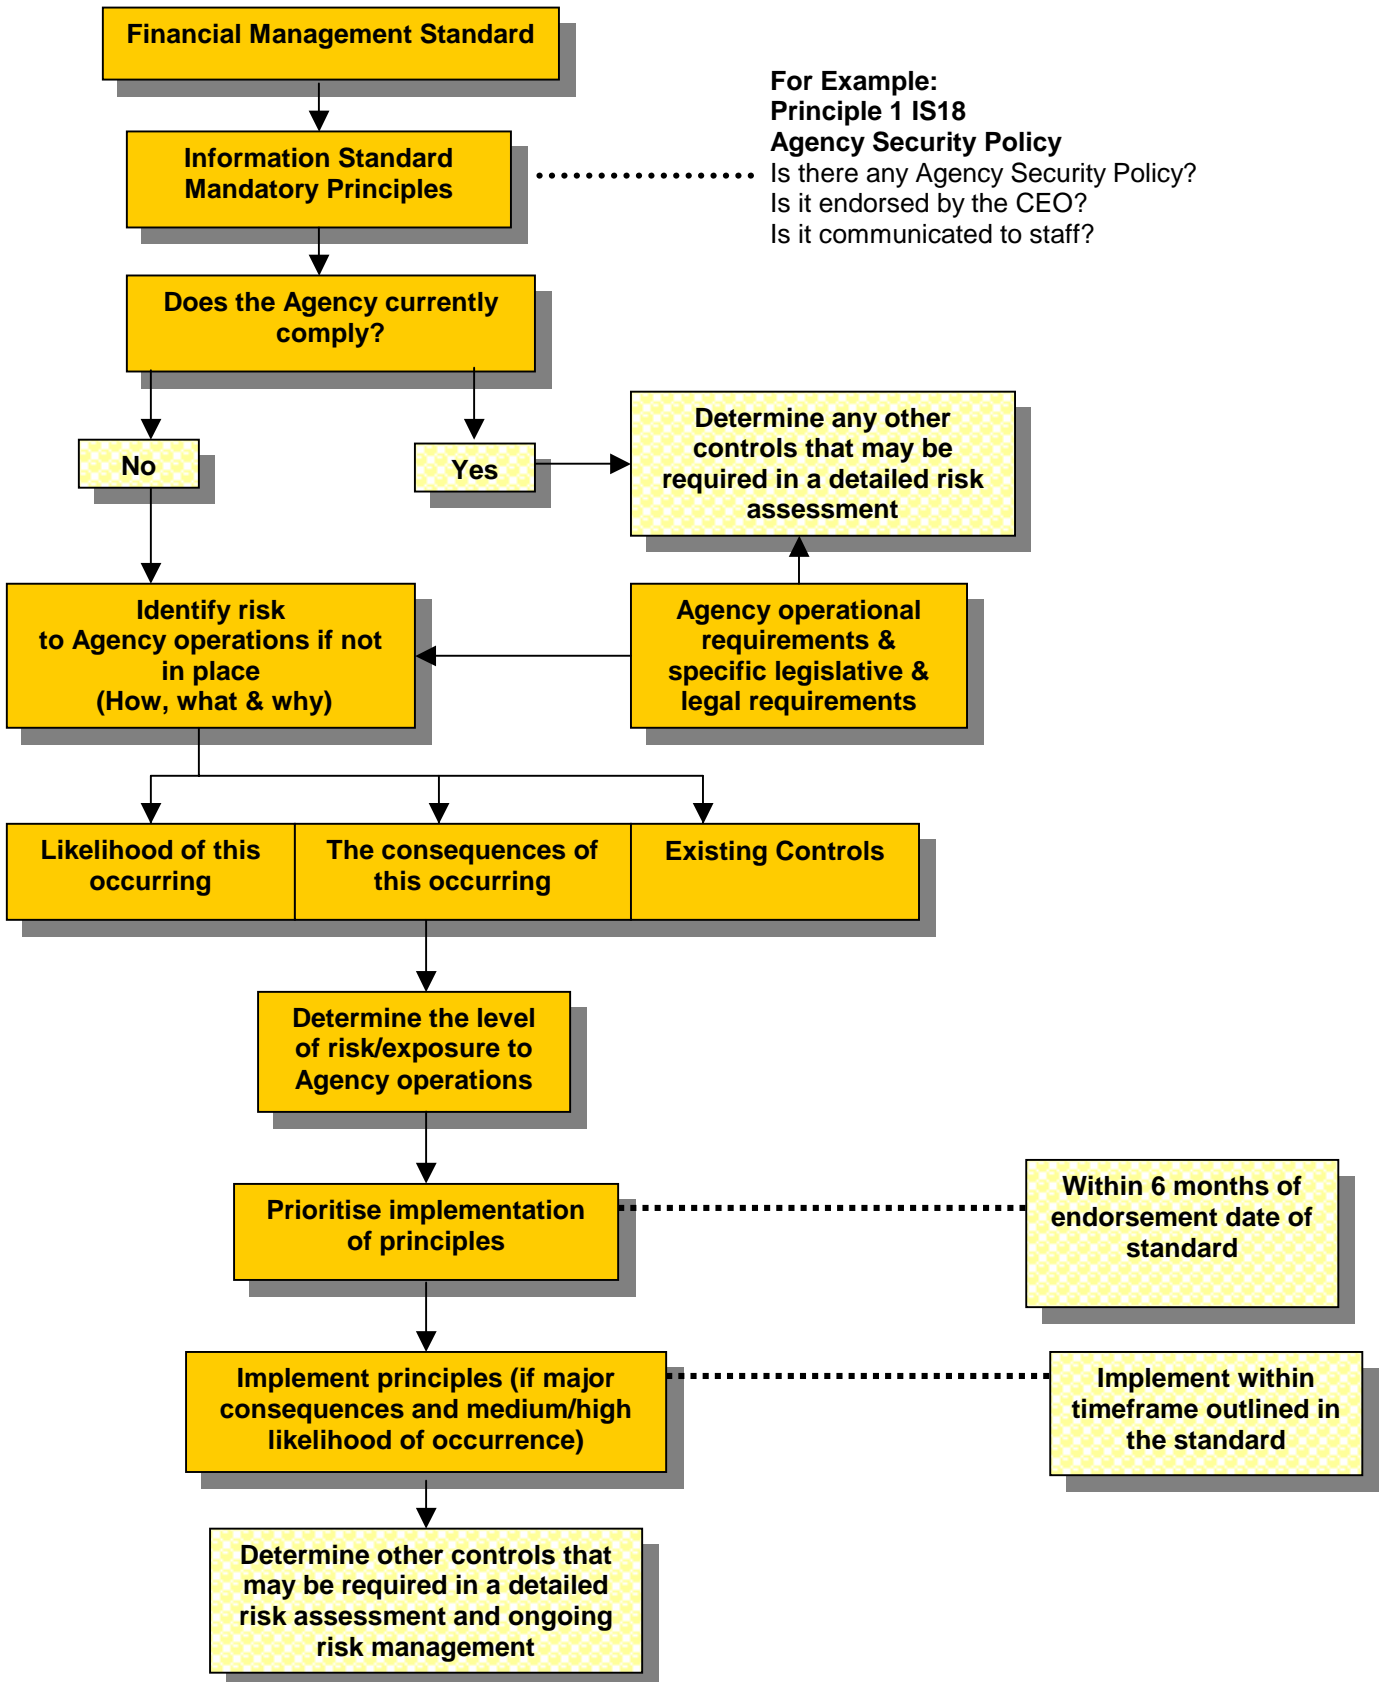 Financial Management Standard
For Example:
Principle 1 IS18
Agency Security Policy
Is there any Agency Security Policy?
Is it endorsed by the CEO?
Is it communicated to staff?
Information Standard
Mandatory Principles
Does the Agency currently
comply?
No
Yes
Determine any other
controls that may be
required in a detailed risk
assessment
Identify risk
to Agency operations if not
in place
(How, what & why)
Agency operational
requirements &
specific legislative &
legal requirements
Likelihood of this
occurring
The consequences of
this occurring
Existing Controls
Determine the level
of risk/exposure to
Agency operations
Prioritise implementation
of principles
Within 6 months of
endorsement date of
standard
Implement principles (if major
consequences and medium/high
likelihood of occurrence)
Implement within
timeframe outlined in
the standard
Determine other controls that
may be required in a detailed
risk assessment and ongoing
risk management